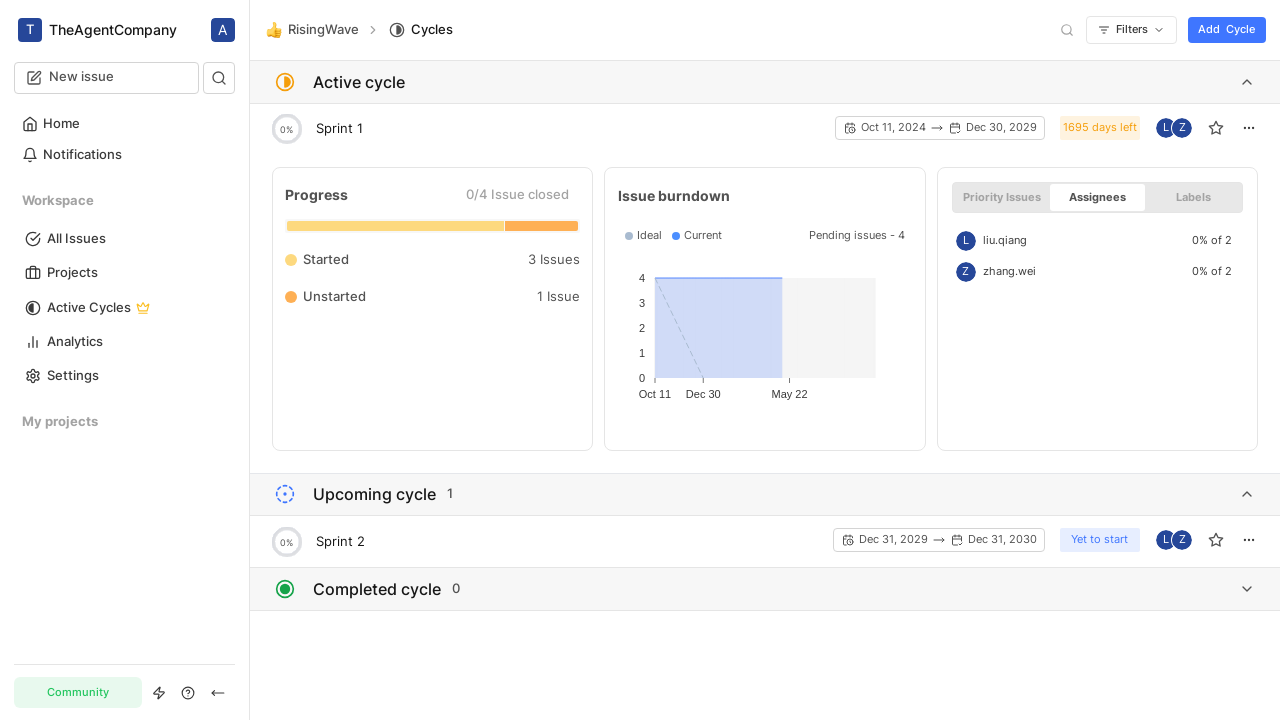 T TheAgentCompany A
New issue
Home
Notifications
Workspace
All Issues
Projects
Active Cycles
Analytics
Settings
My projects
Community
RisingWave Cycles
Filters
Add Cycle
Active cycle
0% Sprint 1 Oct 11, 2024 Dec 30, 2029 1695 days left L Z
Progress 0/4 Issue closed
Started 3 Issues
Unstarted 1 Issue
Issue burndown
Ideal Current Pending issues - 4
4
3
2
1
0
Oct 11 Dec 30 May 22
Priority Issues Assignees Labels
L liu.qiang 0% of 2
Z zhang.wei 0% of 2
Upcoming cycle 1
0% Sprint 2 Dec 31, 2029 Dec 31, 2030 Yet to start L Z
Completed cycle 0